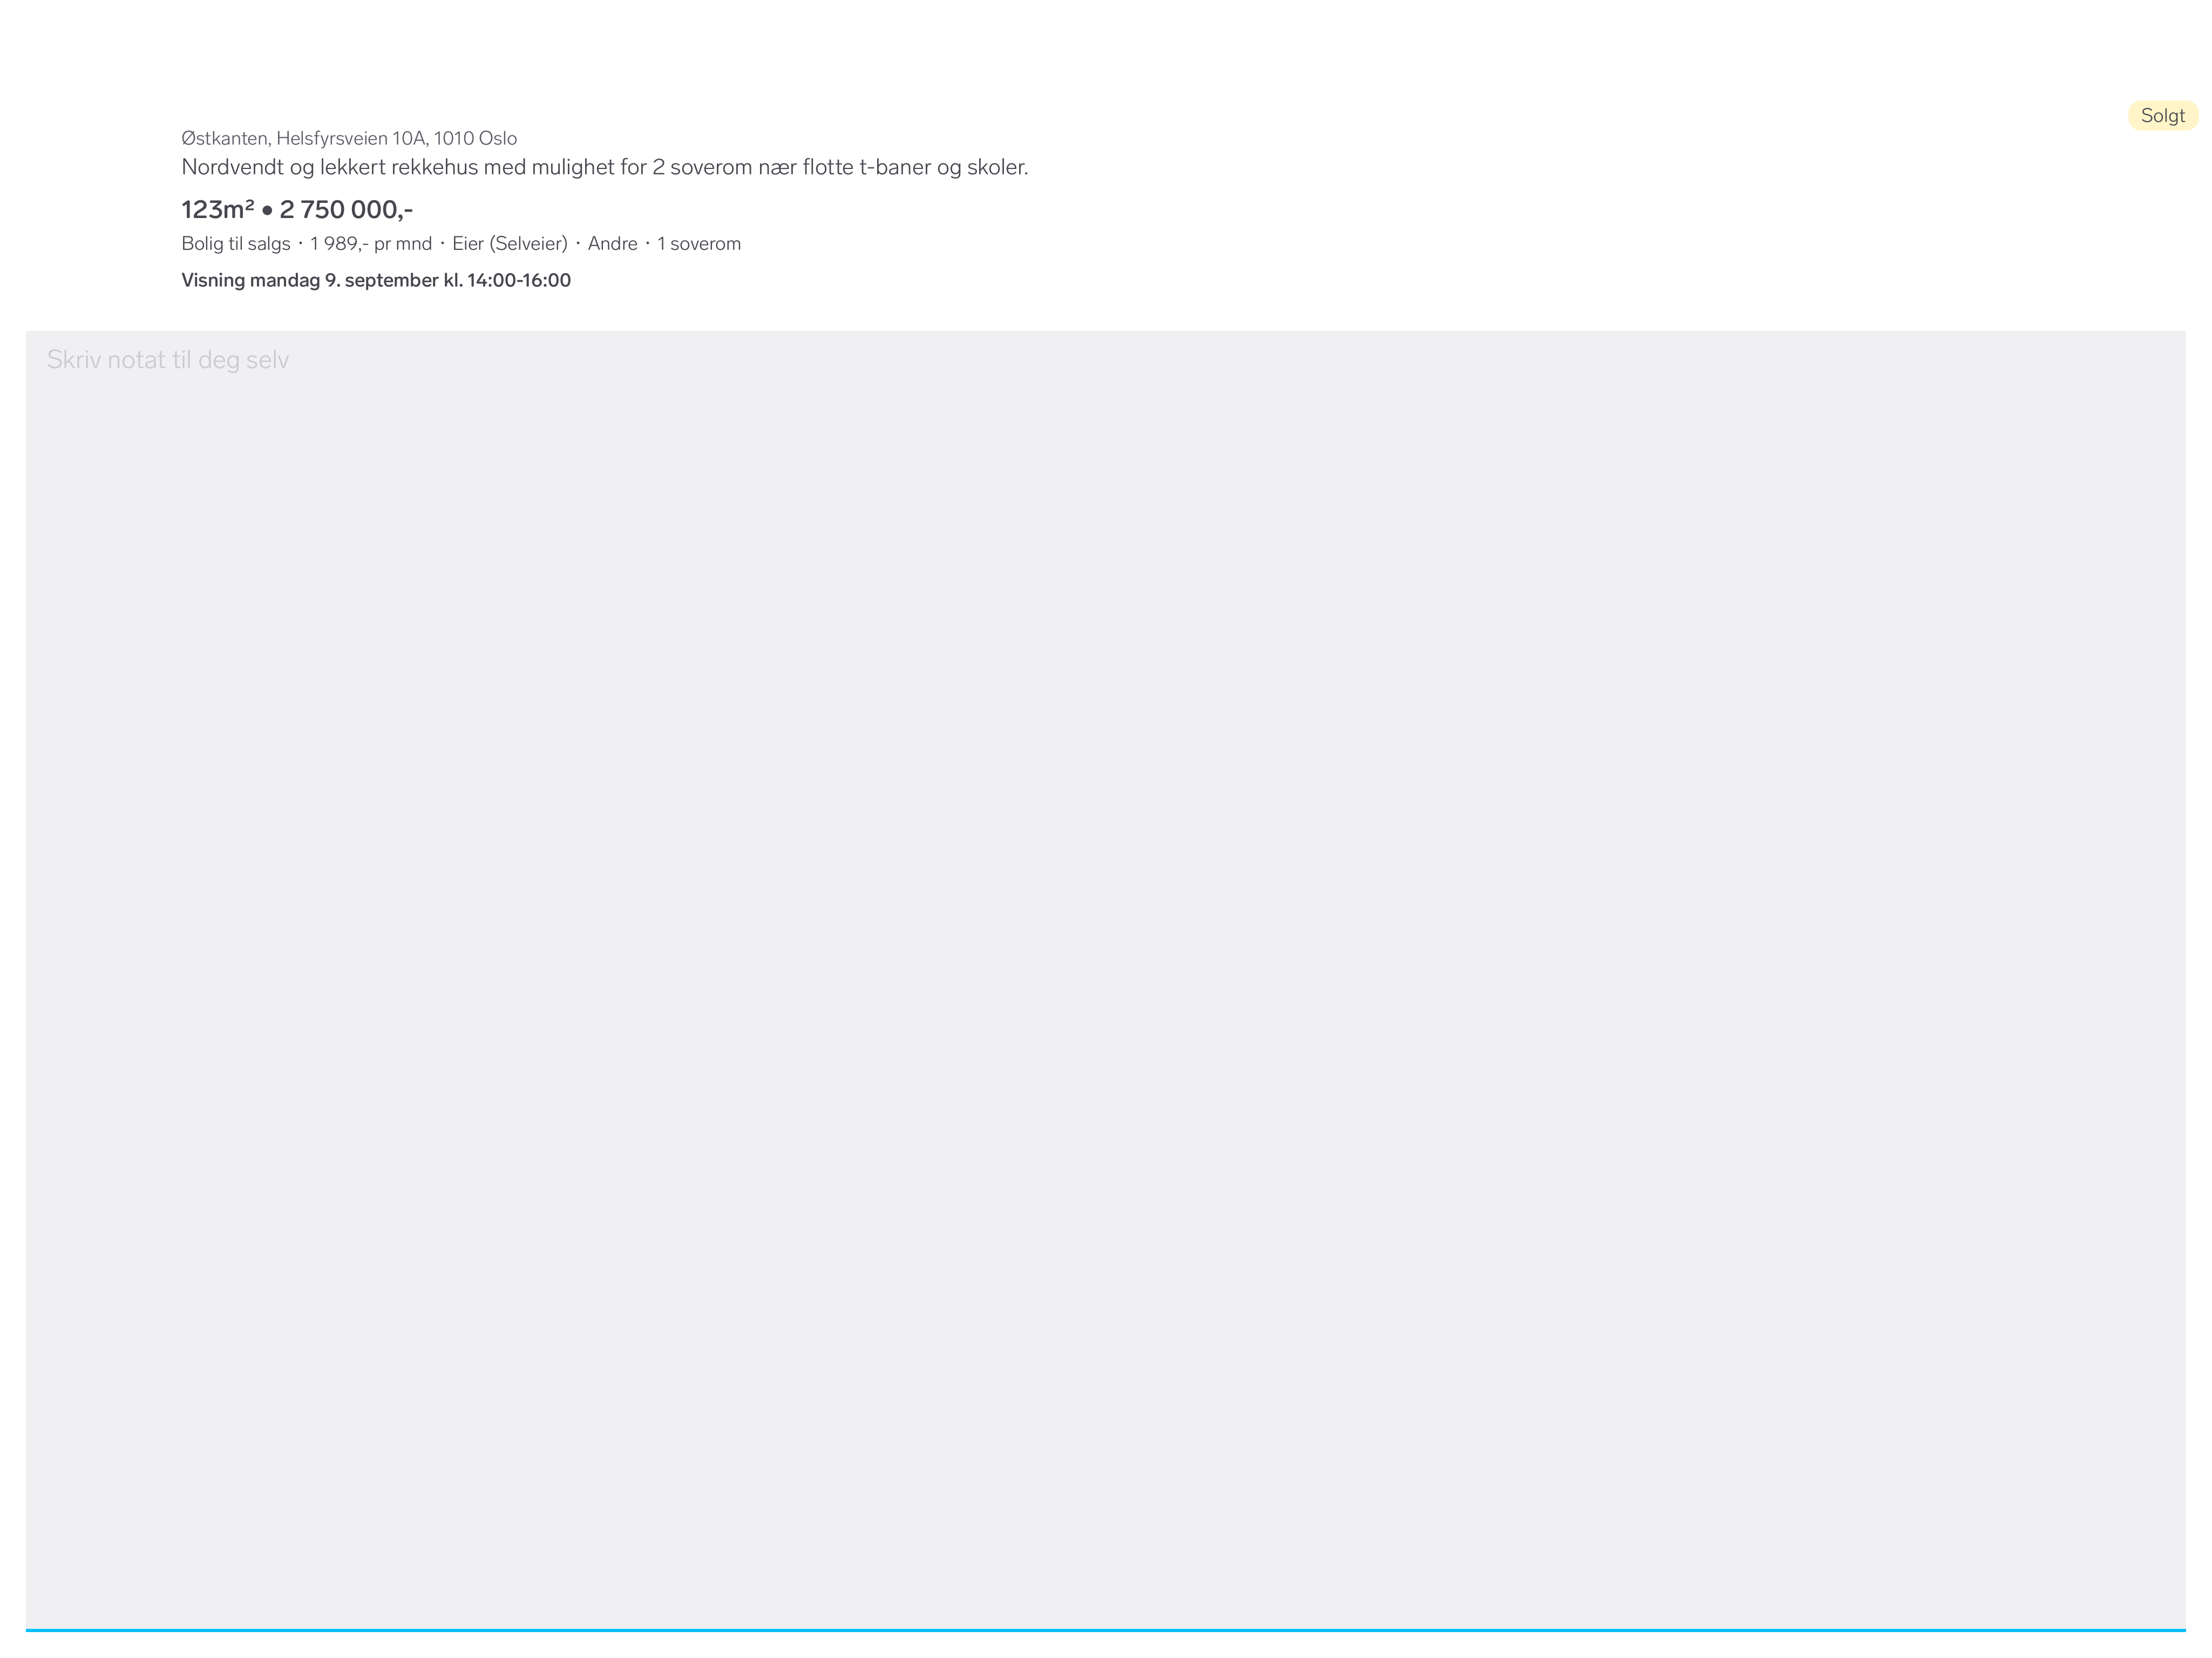 Solgt
Østkanten, Helsfyrsveien 10A, 1010 Oslo
Nordvendt og lekkert rekkehus med mulighet for 2 soverom nær flotte t-baner og skoler.
123m² • 2 750 000,-
Bolig til salgs ・ 1 989,- pr mnd ・ Eier (Selveier) ・ Andre ・ 1 soverom
Visning mandag 9. september kl. 14:00-16:00
Skriv notat til deg selv